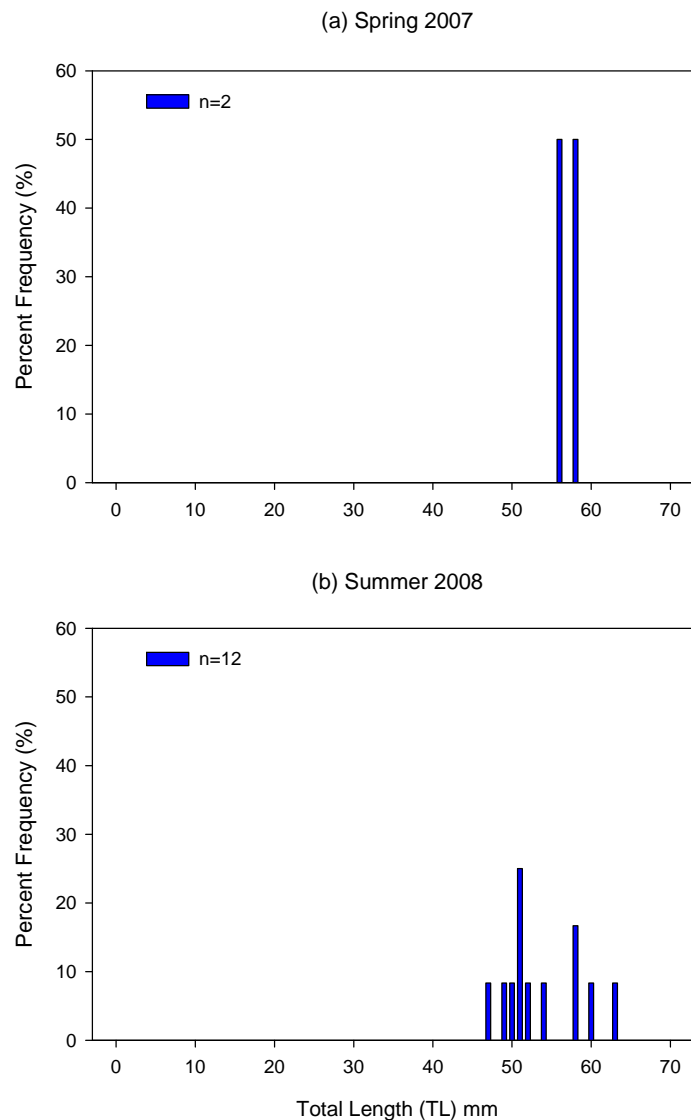 (a) Spring 2007
60
50
40
30
20
10
0
Percent Frequency (%)
n=2
0 10 20 30 40 50 60 70
(b) Summer 2008
60
50
40
30
20
10
0
Percent Frequency (%)
n=12
0 10 20 30 40 50 60 70
Total Length (TL) mm